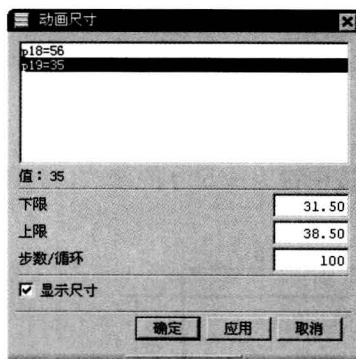 动画尺寸
p18=56
p19=35
值：35
下限 31.50
上限 38.50
步数/循环 100
显示尺寸
确定 应用 取消